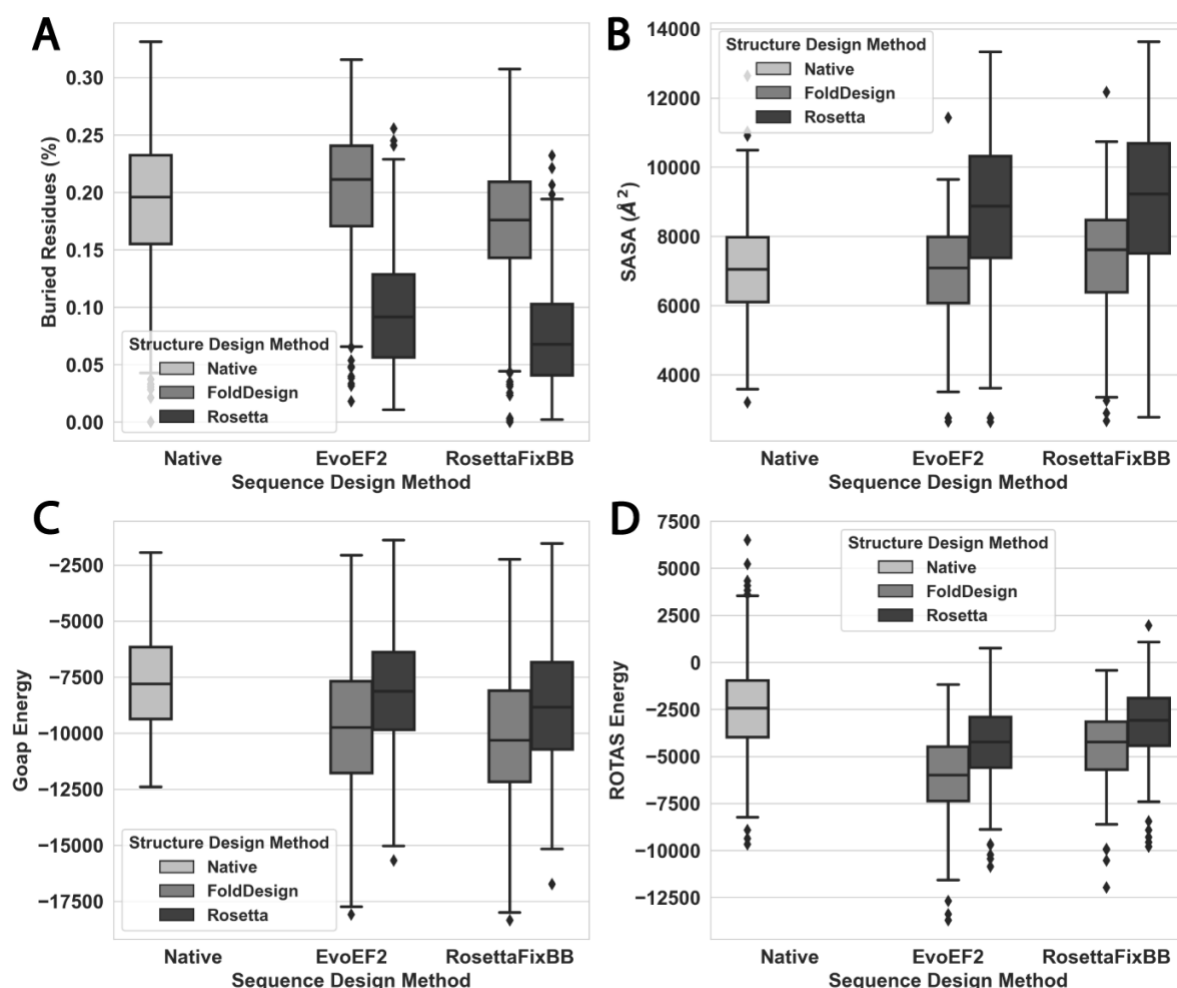 A
Buried Residues (%)
0.30
0.25
0.20
0.15
0.10
0.05
0.00
Structure Design Method
Native
FoldDesign
Rosetta
Native
EvoEF2
RosettaFixBB
Sequence Design Method
B
SASA (Å²)
14000
12000
10000
8000
6000
4000
Structure Design Method
Native
FoldDesign
Rosetta
Native
EvoEF2
RosettaFixBB
Sequence Design Method
C
Goap Energy
−2500
−5000
−7500
−10000
−12500
−15000
−17500
Structure Design Method
Native
FoldDesign
Rosetta
Native
EvoEF2
RosettaFixBB
Sequence Design Method
D
ROTAS Energy
7500
5000
2500
0
−2500
−5000
−7500
−10000
−12500
Structure Design Method
Native
FoldDesign
Rosetta
Native
EvoEF2
RosettaFixBB
Sequence Design Method